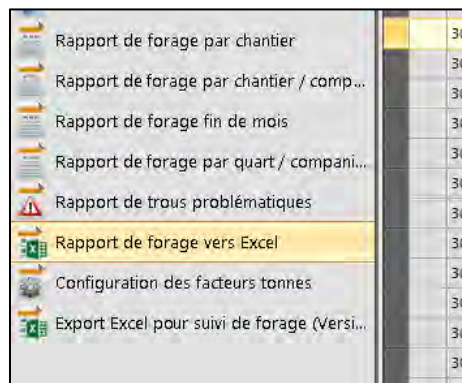 Rapport de forage par chantier
Rapport de forage par chantier / comp...
Rapport de forage fin de mois
Rapport de forage par quart / compani...
Rapport de trous problématiques
Rapport de forage vers Excel
Configuration des facteurs tonnes
Export Excel pour suivi de forage (Versi...